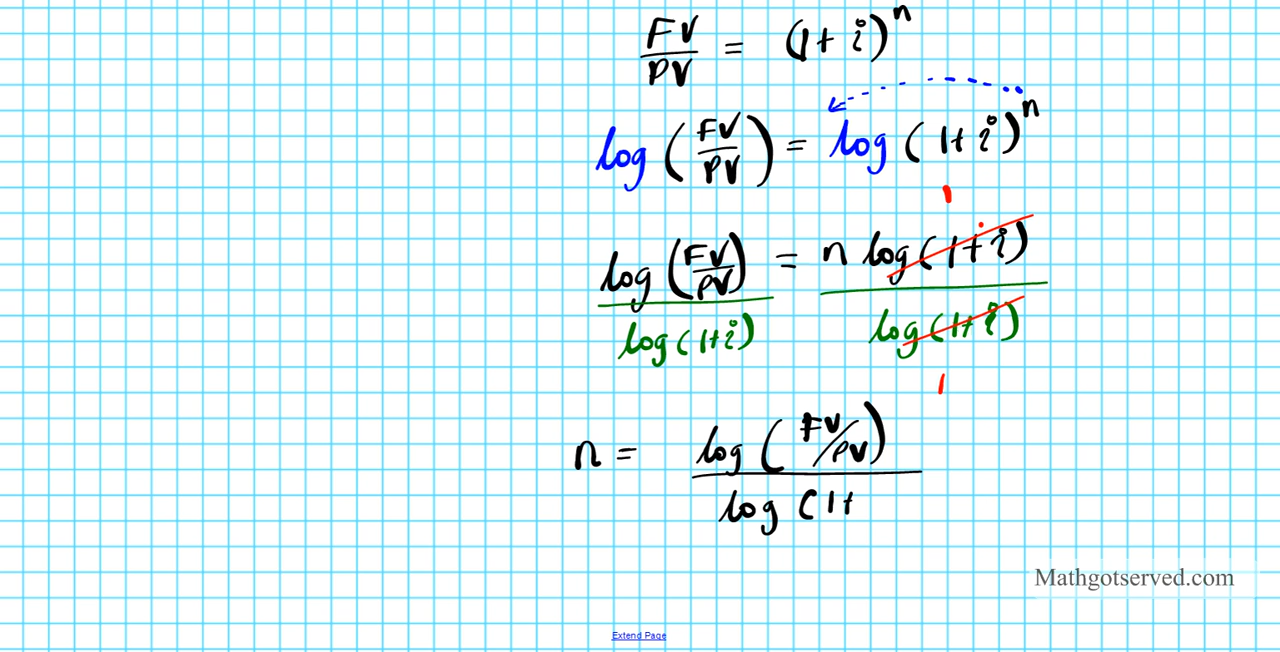 FV/PV = (1+i)^n
log(FV/PV) = log(1+i)^n
1
log(FV/PV)/log(1+i) = n log(1+i)/log(1+i)
1
n = log(FV/PV)/log(1+
Mathgotserved.com
Extend Page